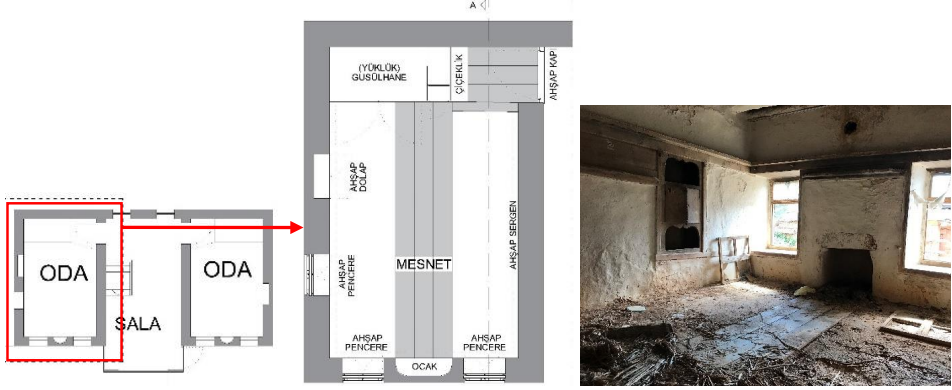 ODA
SALA
ODA
A
(YÜKLÜK)
GUSÜLHANE
ÇİÇEKLİK
AHŞAP KAPI
AHŞAP
DOLAP
AHŞAP SERGEN
MESNET
AHŞAP
PENCERE
AHŞAP
PENCERE
OCAK
AHŞAP
PENCERE